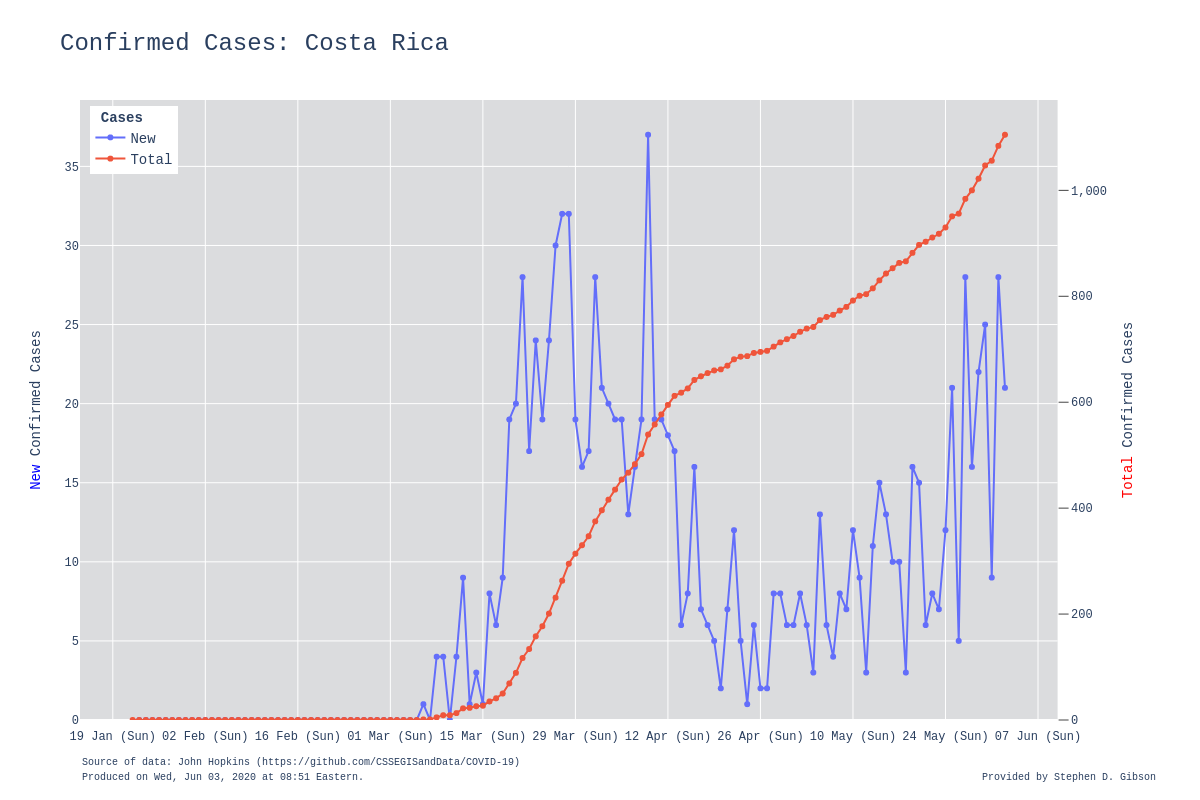 Confirmed Cases: Costa Rica
Cases
New
Total
35
30
25
20
15
10
5
0
1,000
800
600
400
200
0
New Confirmed Cases
Total Confirmed Cases
19 Jan (Sun) 02 Feb (Sun) 16 Feb (Sun) 01 Mar (Sun) 15 Mar (Sun) 29 Mar (Sun) 12 Apr (Sun) 26 Apr (Sun) 10 May (Sun) 24 May (Sun) 07 Jun (Sun)
Source of data: John Hopkins (https://github.com/CSSEGISandData/COVID-19)
Produced on Wed, Jun 03, 2020 at 08:51 Eastern.
Provided by Stephen D. Gibson